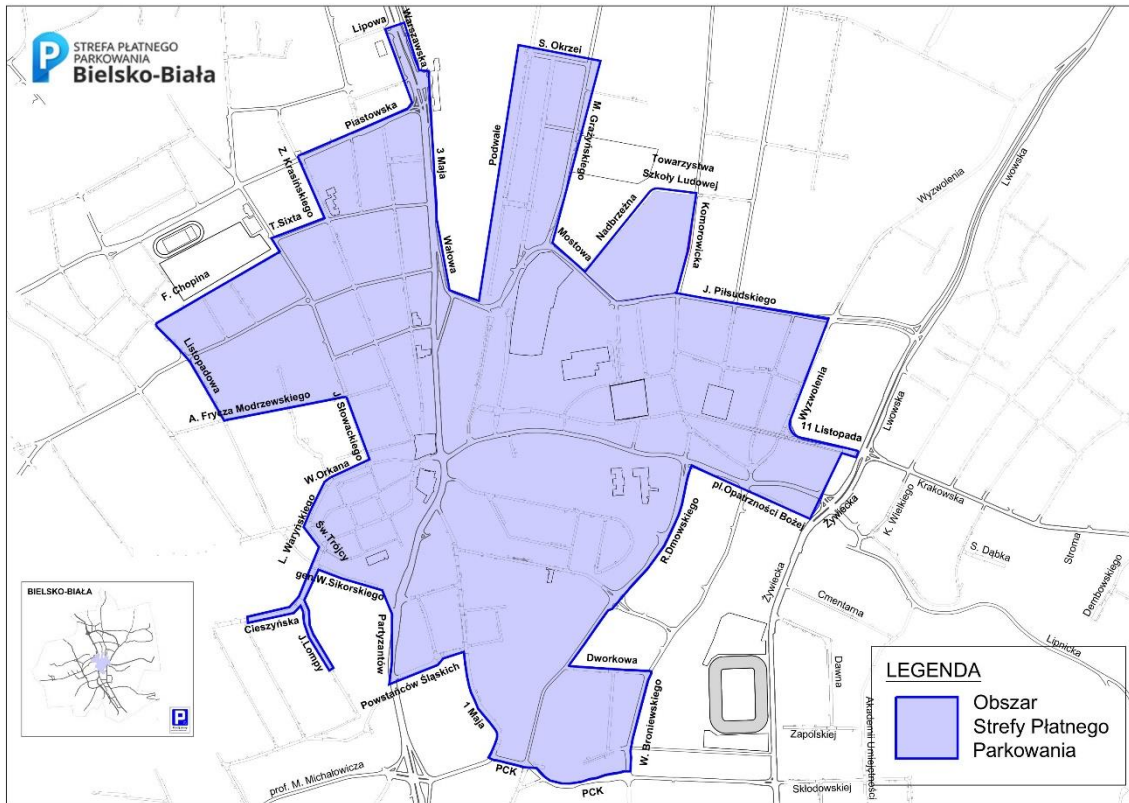 P
STREFA PŁATNEGO
PARKOWANIA
Bielsko-Biała
Lipowa
Warszawska
S. Okrzei
Piastowska
Z. Krasińskiego
T.Sixta
3 Maja
Podwale
M. Grażyńskiego
Towarzystwa
Szkoły Ludowej
Nadbrzeżna
Mostowa
Komorowicka
Wałowa
J. Piłsudskiego
Wyzwolenia
Lwowska
F. Chopina
Listopadowa
A. Frycza Modrzewskiego
J. Słowackiego
W.Orkana
L. Waryńskiego
Św.Trójcy
gen.W.Sikorskiego
Cieszyńska
J.Lompy
Partyzantów
Powstańców Śląskich
1 Maja
PCK
PCK
prof. M. Michałowicza
Wyzwolenia
11 Listopada
Lwowska
pl.Opatrzności Bożej
Żywiecka
R.Dmowskiego
Żywiecka
Dworkowa
W. Broniewskiego
Krakowska
K. Wielkiego
S. Dąbka
Stroma
Dembowskiego
Cmentarna
Lipnicka
Dawna
Zapolskiej
Akademii Umiejętności
Skłodowskiej
BIELSKO-BIAŁA
P
LEGENDA
Obszar
Strefy Płatnego
Parkowania